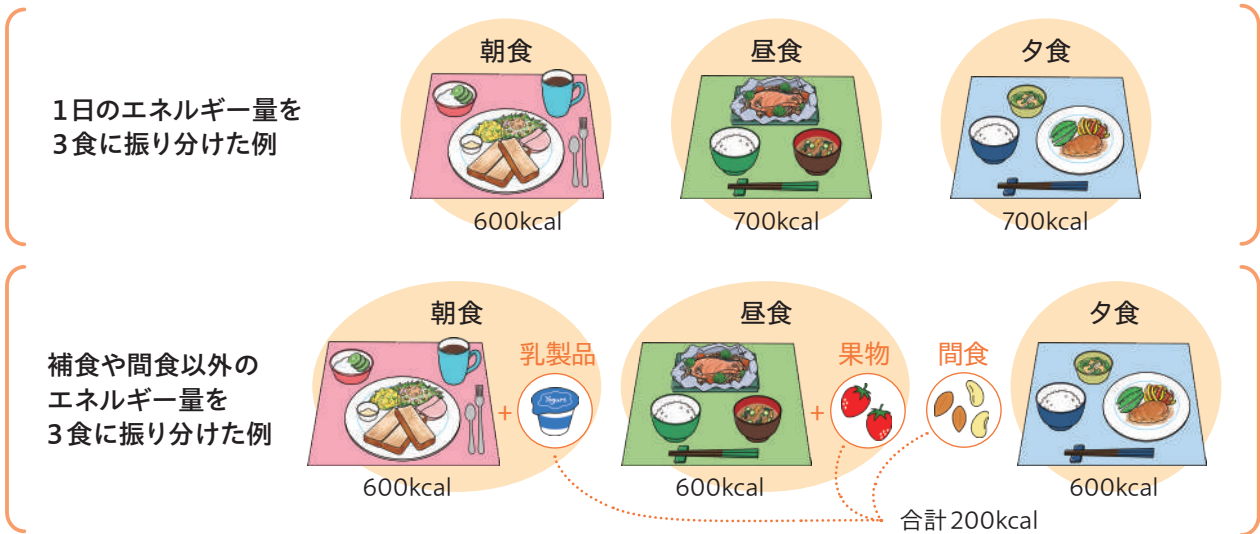 1日のエネルギー量を
3食に振り分けた例
朝食
600kcal
昼食
700kcal
夕食
700kcal
補食や間食以外の
エネルギー量を
3食に振り分けた例
朝食
+
乳製品
Yogurt
600kcal
昼食
+
果物
600kcal
間食
夕食
600kcal
合計200kcal